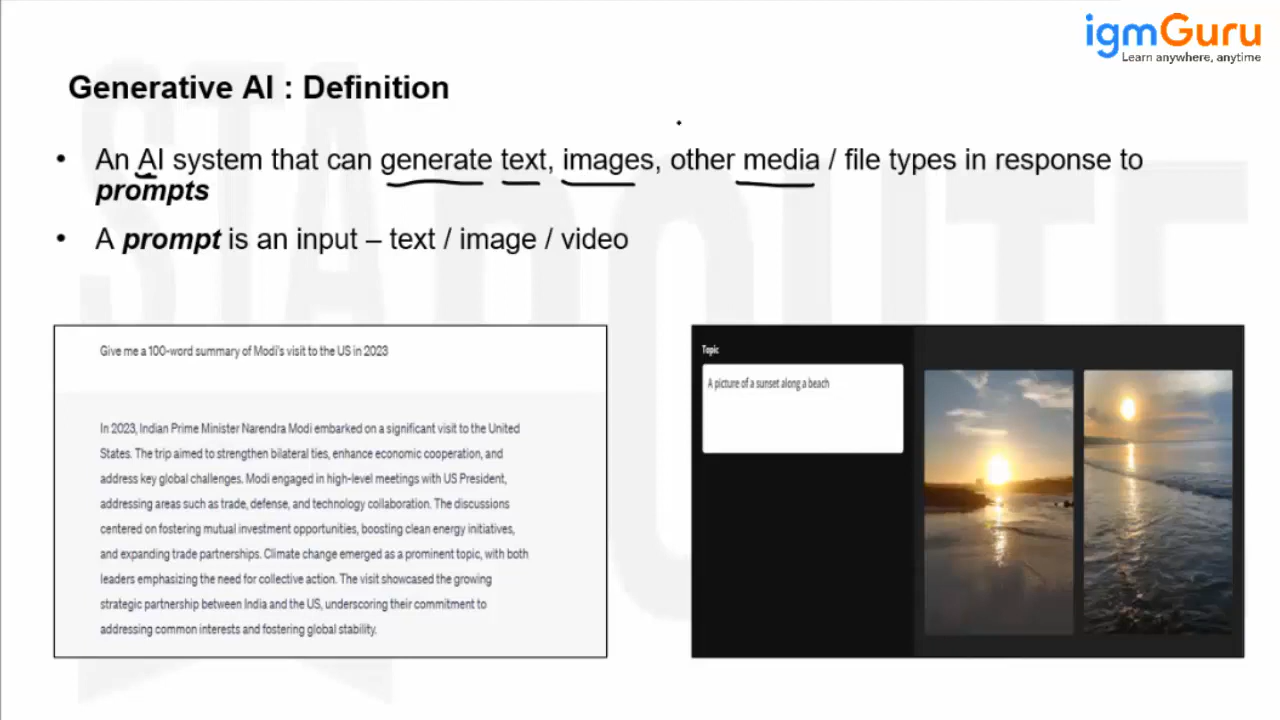 igmGuru
Learn anywhere, anytime
Generative AI : Definition
• An AI system that can generate text, images, other media / file types in response to
prompts
• A prompt is an input – text / image / video
Give me a 100-word summary of Modi's visit to the US in 2023
In 2023, Indian Prime Minister Narendra Modi embarked on a significant visit to the United
States. The trip aimed to strengthen bilateral ties, enhance economic cooperation, and
address key global challenges. Modi engaged in high-level meetings with US President,
addressing areas such as trade, defense, and technology collaboration. The discussions
centered on fostering mutual investment opportunities, boosting clean energy initiatives,
and expanding trade partnerships. Climate change emerged as a prominent topic, with both
leaders emphasizing the need for collective action. The visit showcased the growing
strategic partnership between India and the US, underscoring their commitment to
addressing common interests and fostering global stability.
Topic
A picture of a sunset along a beach